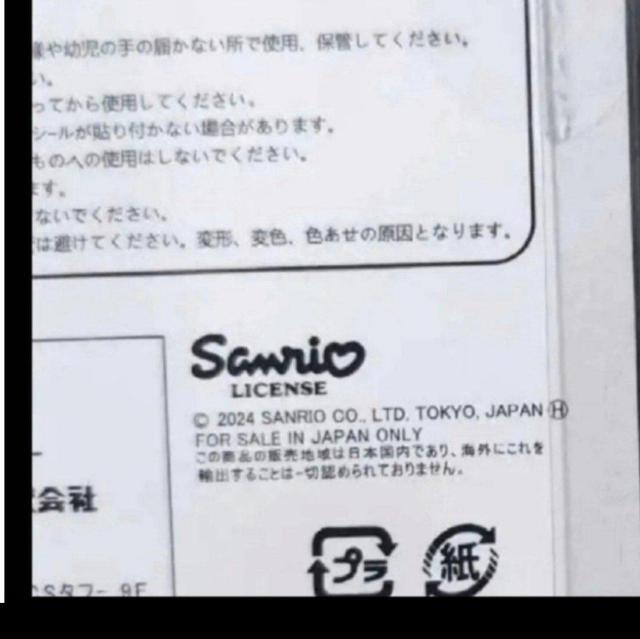 様や幼児の手の届かない所で使用、保管してください。
い。
ってから使用してください。
シールが貼り付かない場合があります。
ものへの使用はしないでください。
ます。
ないでください。
は避けてください。変形、変色、色あせの原因となります。
Sanrio
LICENSE
© 2024 SANRIO CO., LTD. TOKYO, JAPAN Ⓗ
FOR SALE IN JAPAN ONLY
この商品の販売地域は日本国内であり、海外にこれを
輸出することは一切認められておりません。
会社
プラ
紙